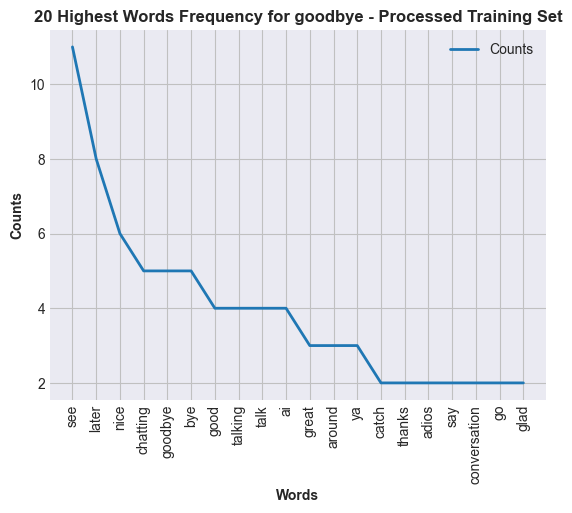 20 Highest Words Frequency for goodbye - Processed Training Set
Counts
Counts
10
8
6
4
2
see
later
nice
chatting
goodbye
bye
good
talking
talk
ai
great
around
ya
catch
thanks
adios
say
conversation
go
glad
Words